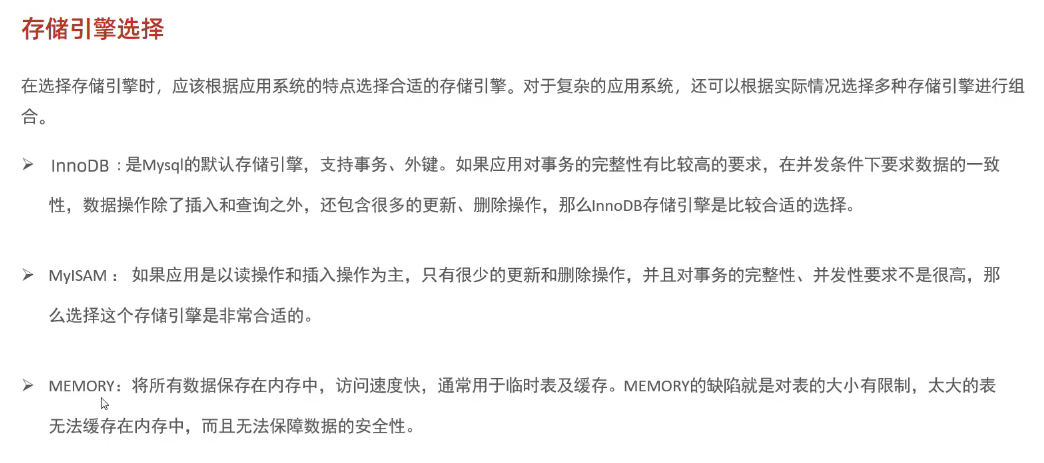 存储引擎选择
在选择存储引擎时，应该根据应用系统的特点选择合适的存储引擎。对于复杂的应用系统，还可以根据实际情况选择多种存储引擎进行组
合。
➢ InnoDB : 是Mysql的默认存储引擎，支持事务、外键。如果应用对事务的完整性有比较高的要求，在并发条件下要求数据的一致
性，数据操作除了插入和查询之外，还包含很多的更新、删除操作，那么InnoDB存储引擎是比较合适的选择。
➢ MyISAM ： 如果应用是以读操作和插入操作为主，只有很少的更新和删除操作，并且对事务的完整性、并发性要求不是很高，那
么选择这个存储引擎是非常合适的。
➢ MEMORY：将所有数据保存在内存中，访问速度快，通常用于临时表及缓存。MEMORY的缺陷就是对表的大小有限制，太大的表
无法缓存在内存中，而且无法保障数据的安全性。